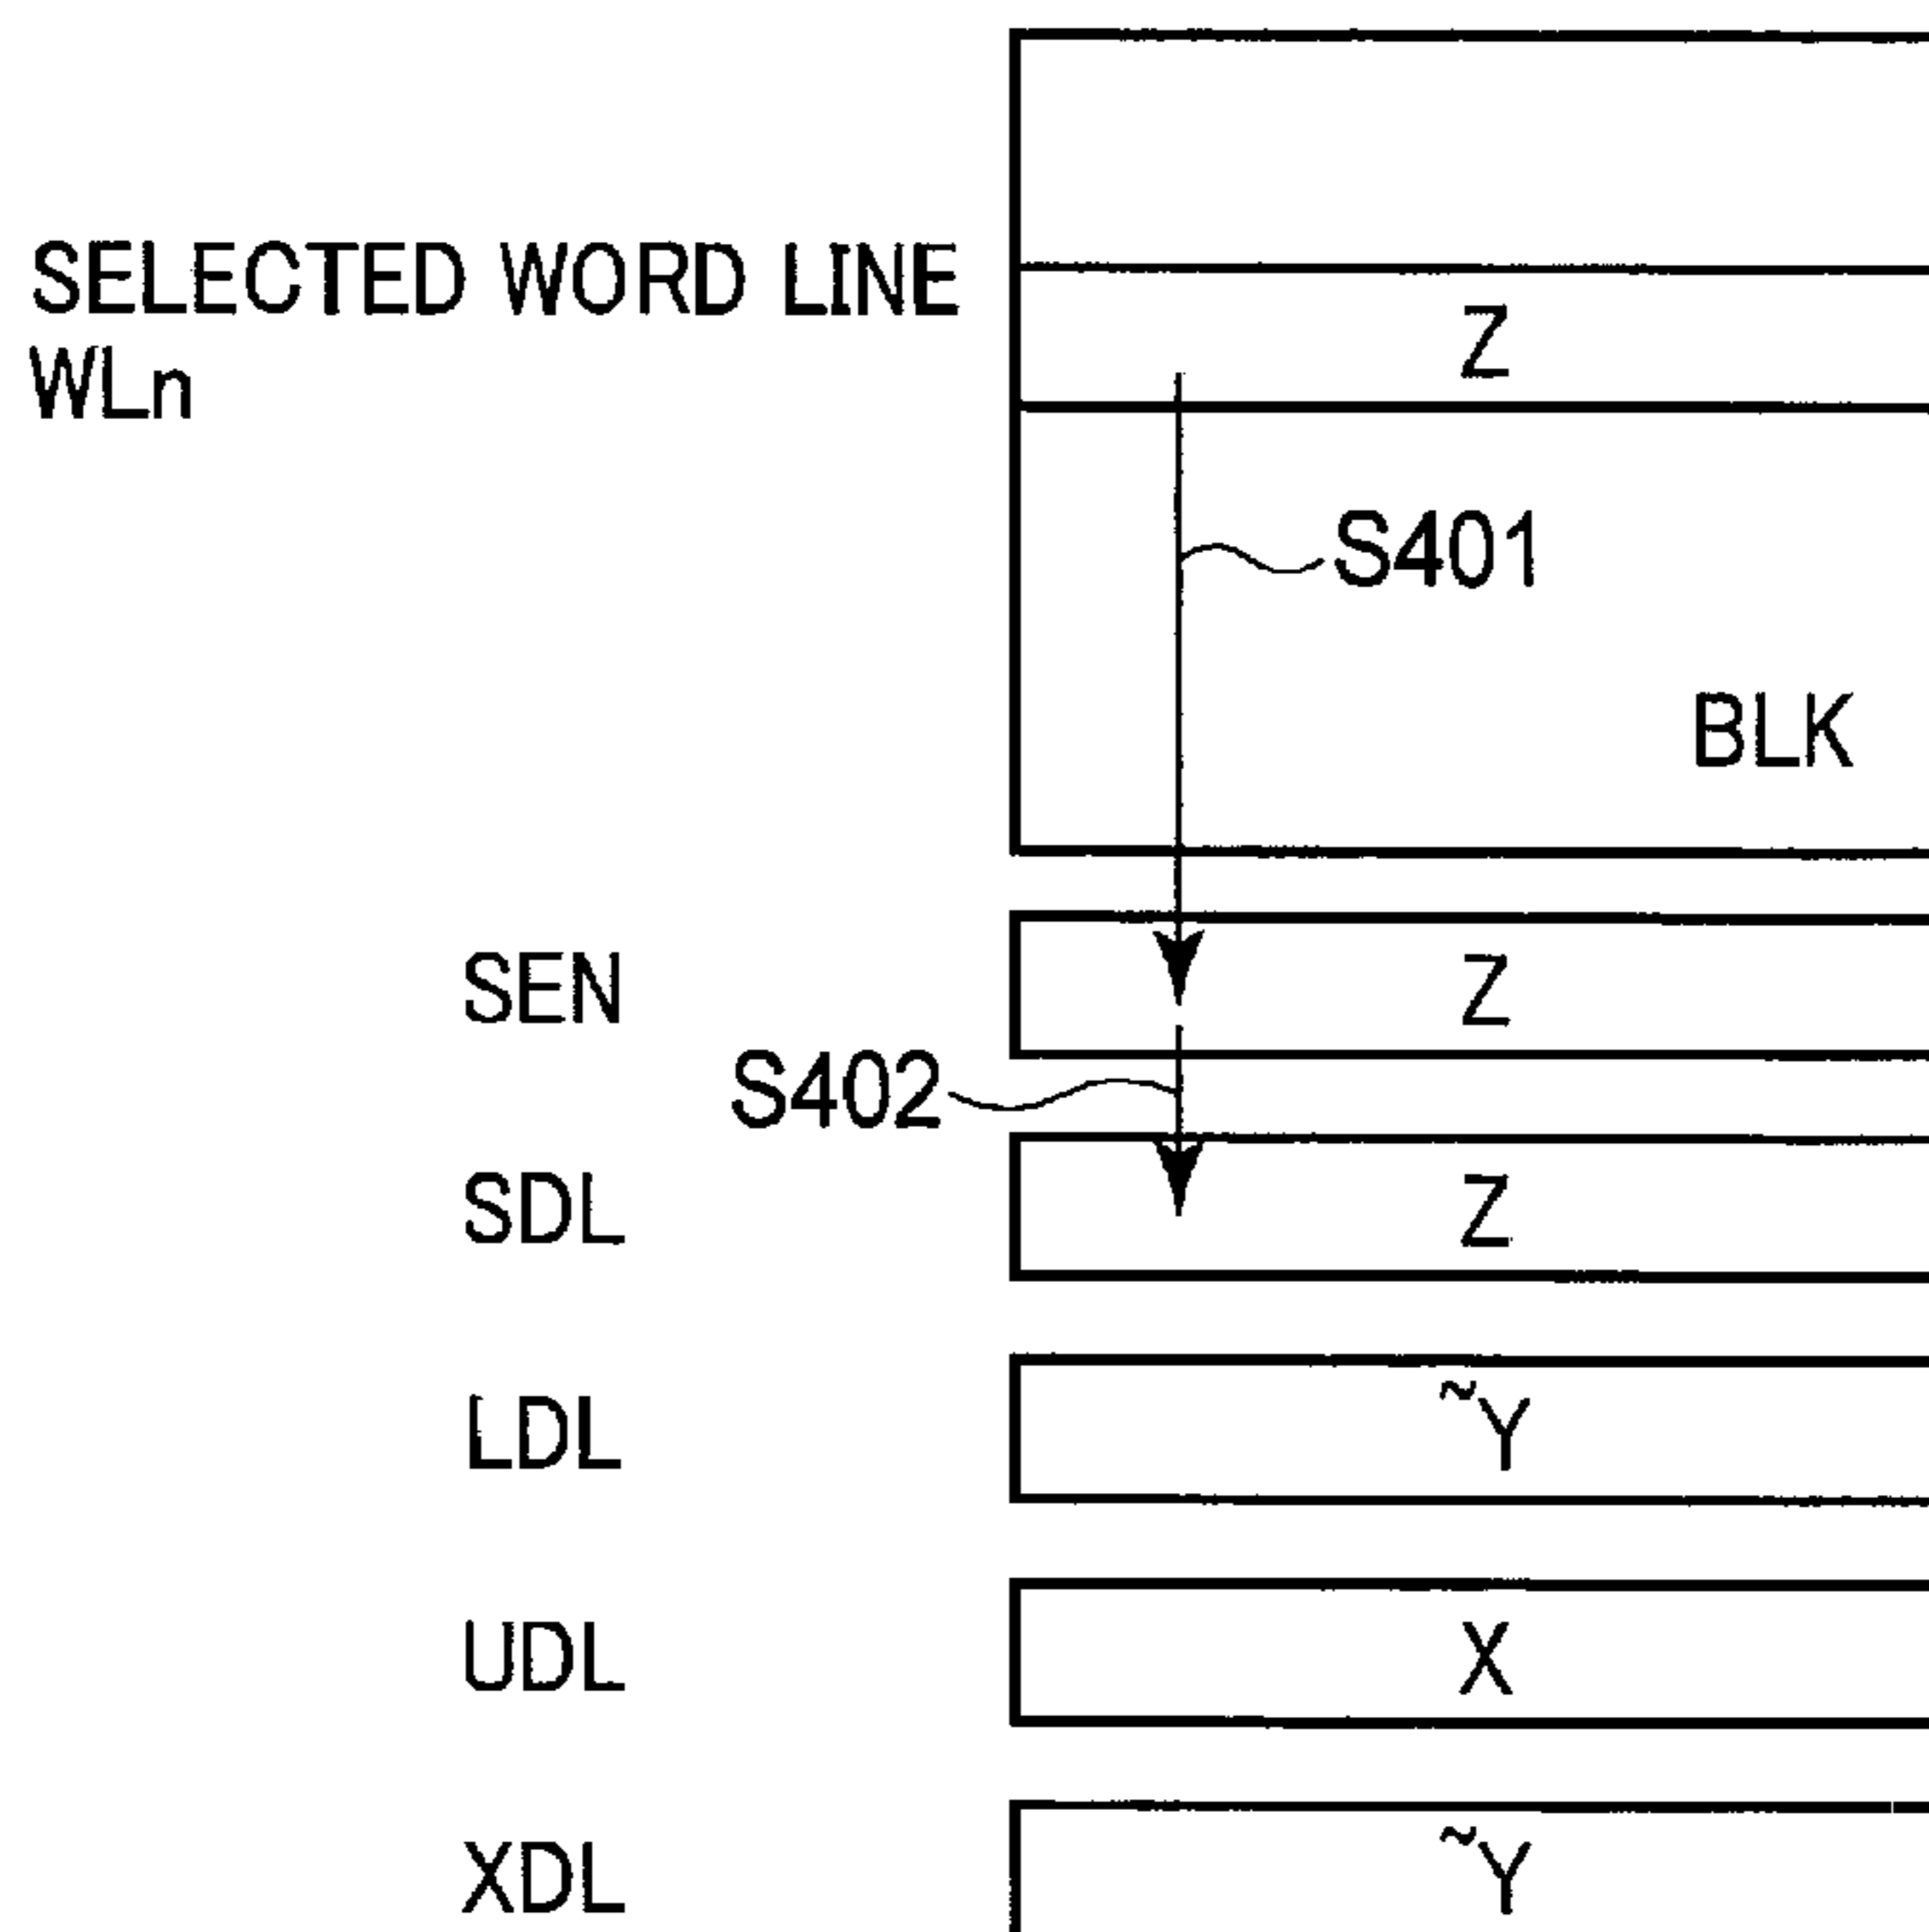 SELECTED WORD LINE
WLn
Z
S401
BLK
SEN
Z
S402
SDL
Z
LDL
~Y
UDL
X
XDL
~Y